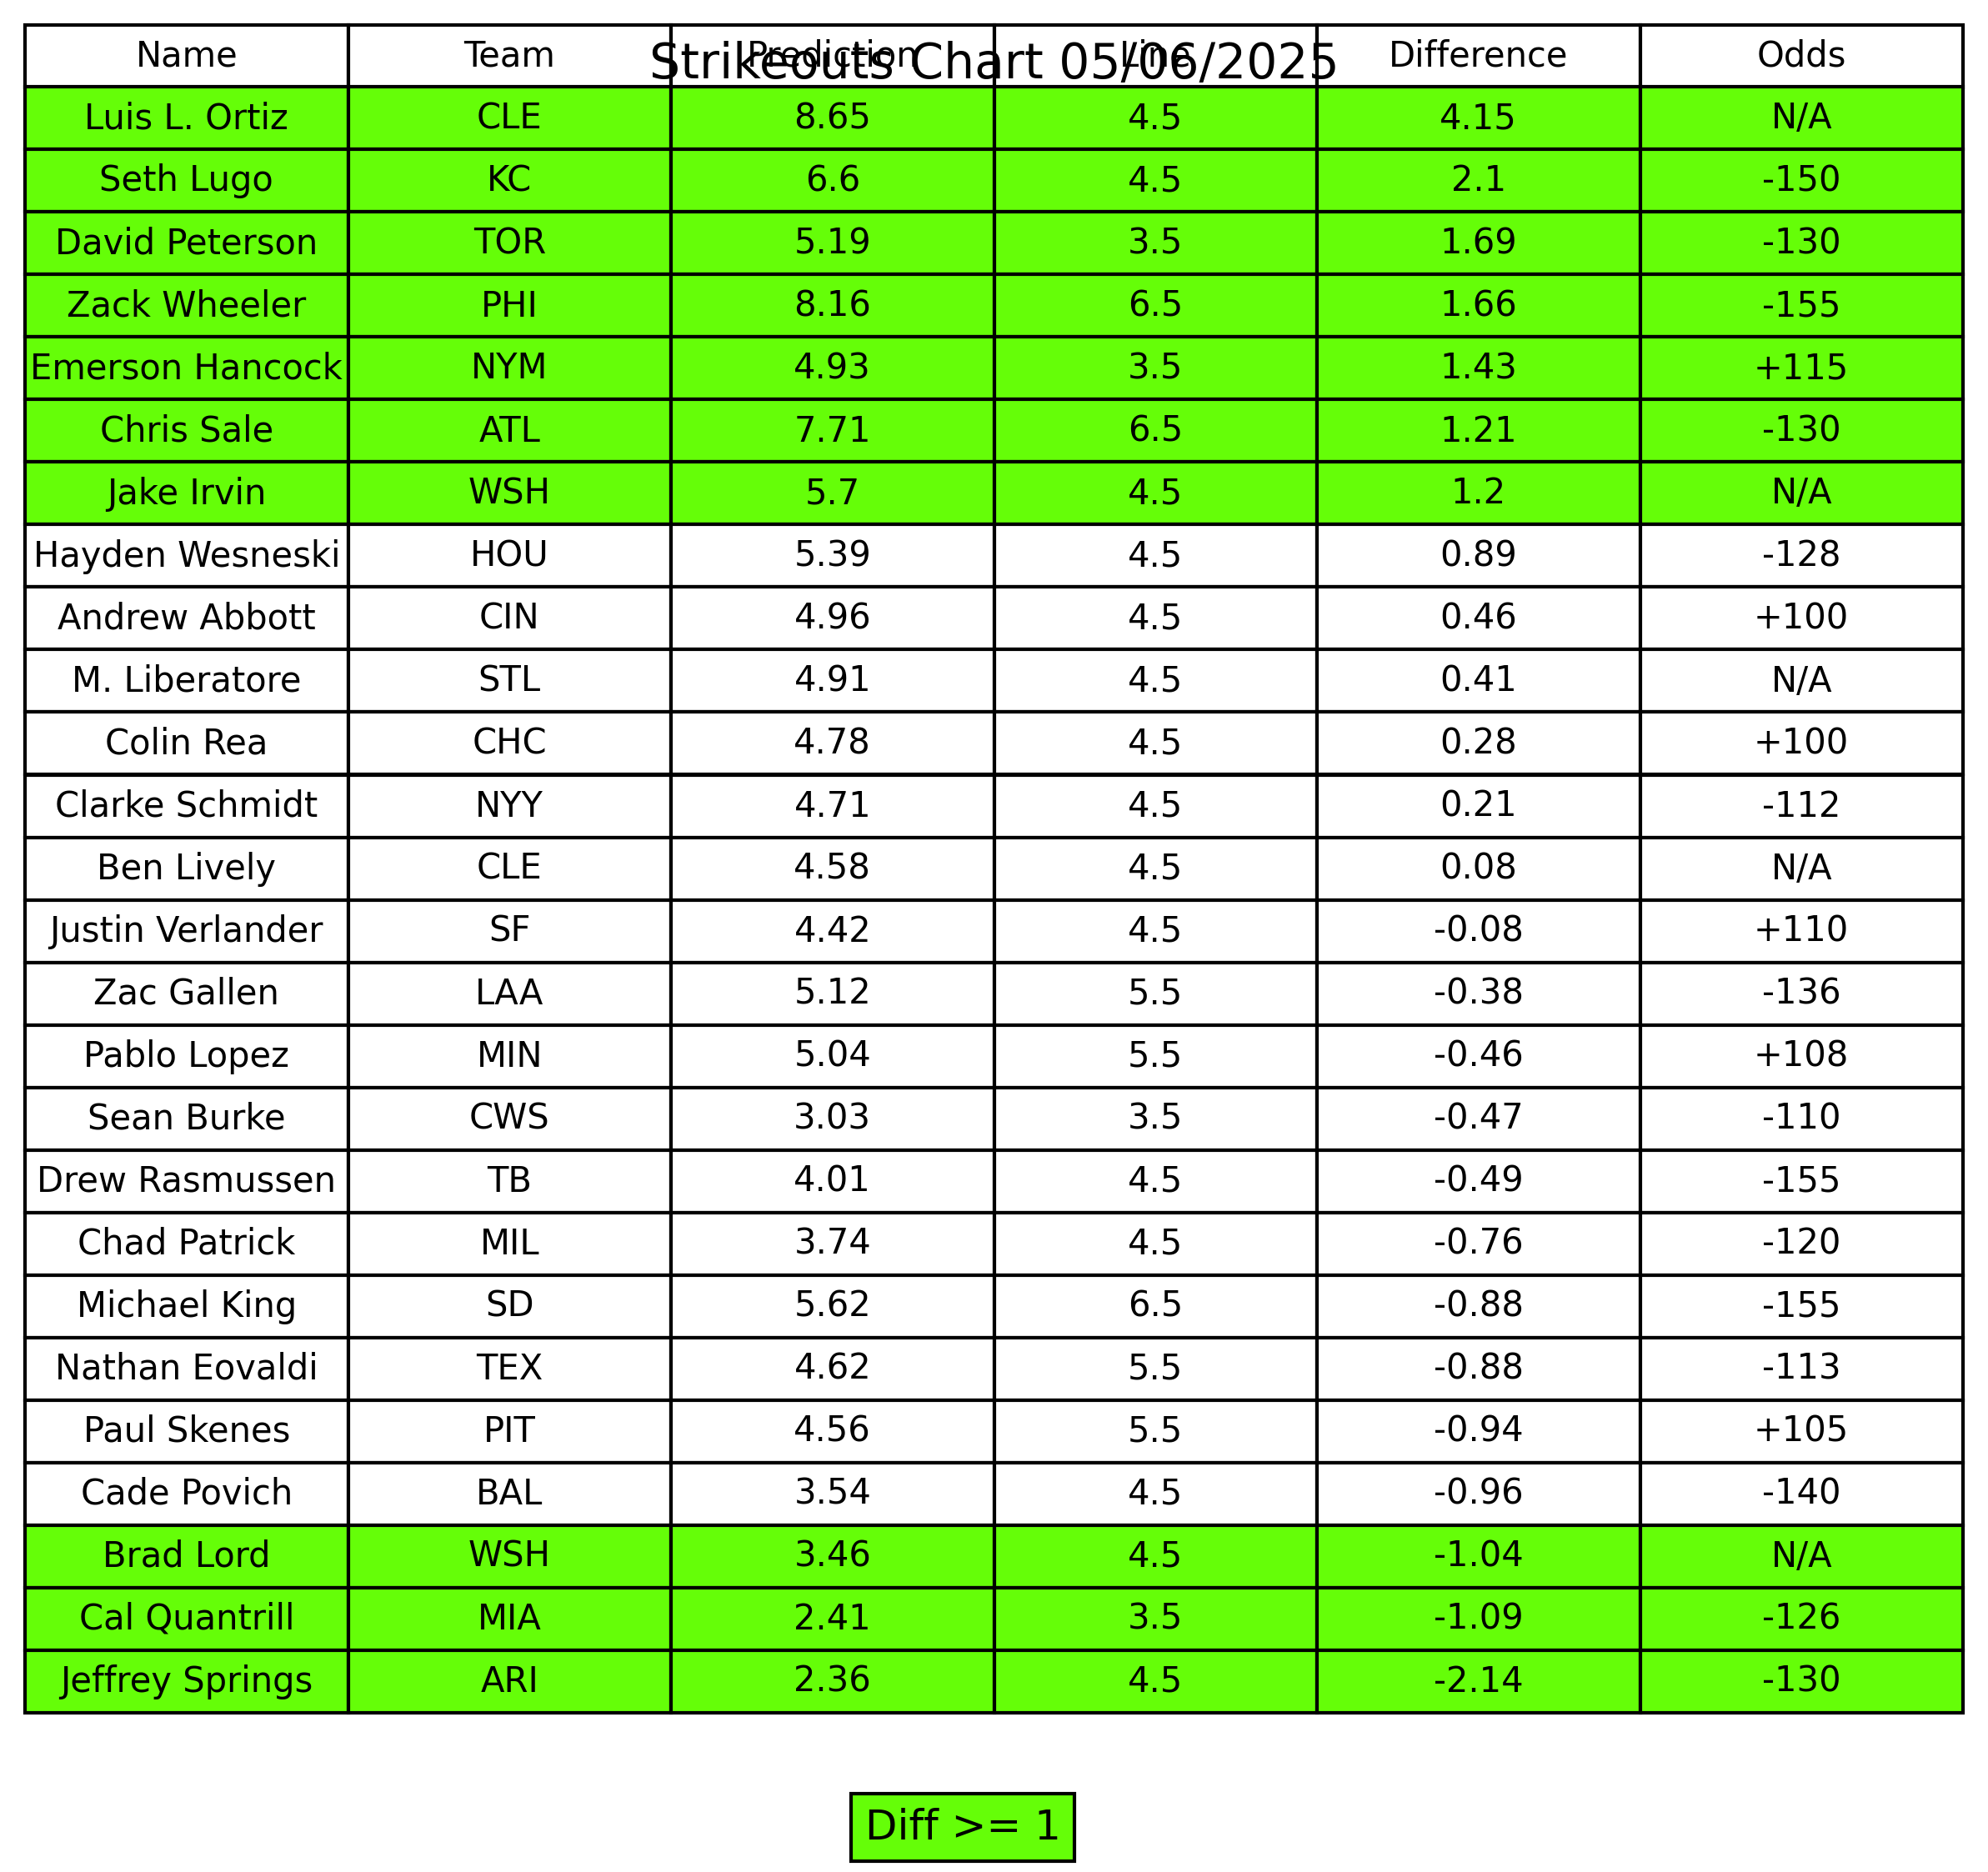 Strikeouts Chart 05/06/2025
Name Team Prediction Line Difference Odds
Luis L. Ortiz CLE 8.65 4.5 4.15 N/A
Seth Lugo KC 6.6 4.5 2.1 -150
David Peterson TOR 5.19 3.5 1.69 -130
Zack Wheeler PHI 8.16 6.5 1.66 -155
Emerson Hancock NYM 4.93 3.5 1.43 +115
Chris Sale ATL 7.71 6.5 1.21 -130
Jake Irvin WSH 5.7 4.5 1.2 N/A
Hayden Wesneski HOU 5.39 4.5 0.89 -128
Andrew Abbott CIN 4.96 4.5 0.46 +100
M. Liberatore STL 4.91 4.5 0.41 N/A
Colin Rea CHC 4.78 4.5 0.28 +100
Clarke Schmidt NYY 4.71 4.5 0.21 -112
Ben Lively CLE 4.58 4.5 0.08 N/A
Justin Verlander SF 4.42 4.5 -0.08 +110
Zac Gallen LAA 5.12 5.5 -0.38 -136
Pablo Lopez MIN 5.04 5.5 -0.46 +108
Sean Burke CWS 3.03 3.5 -0.47 -110
Drew Rasmussen TB 4.01 4.5 -0.49 -155
Chad Patrick MIL 3.74 4.5 -0.76 -120
Michael King SD 5.62 6.5 -0.88 -155
Nathan Eovaldi TEX 4.62 5.5 -0.88 -113
Paul Skenes PIT 4.56 5.5 -0.94 +105
Cade Povich BAL 3.54 4.5 -0.96 -140
Brad Lord WSH 3.46 4.5 -1.04 N/A
Cal Quantrill MIA 2.41 3.5 -1.09 -126
Jeffrey Springs ARI 2.36 4.5 -2.14 -130
Diff >= 1